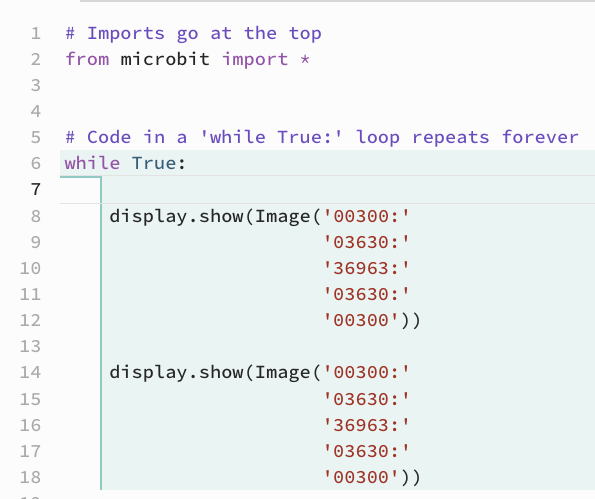 1 # Imports go at the top
2 from microbit import *
3
4
5 # Code in a 'while True:' loop repeats forever
6 while True:
7
8 display.show(Image('00300:'
9 '03630:'
10 '36963:'
11 '03630:'
12 '00300'))
13
14 display.show(Image('00300:'
15 '03630:'
16 '36963:'
17 '03630:'
18 '00300'))